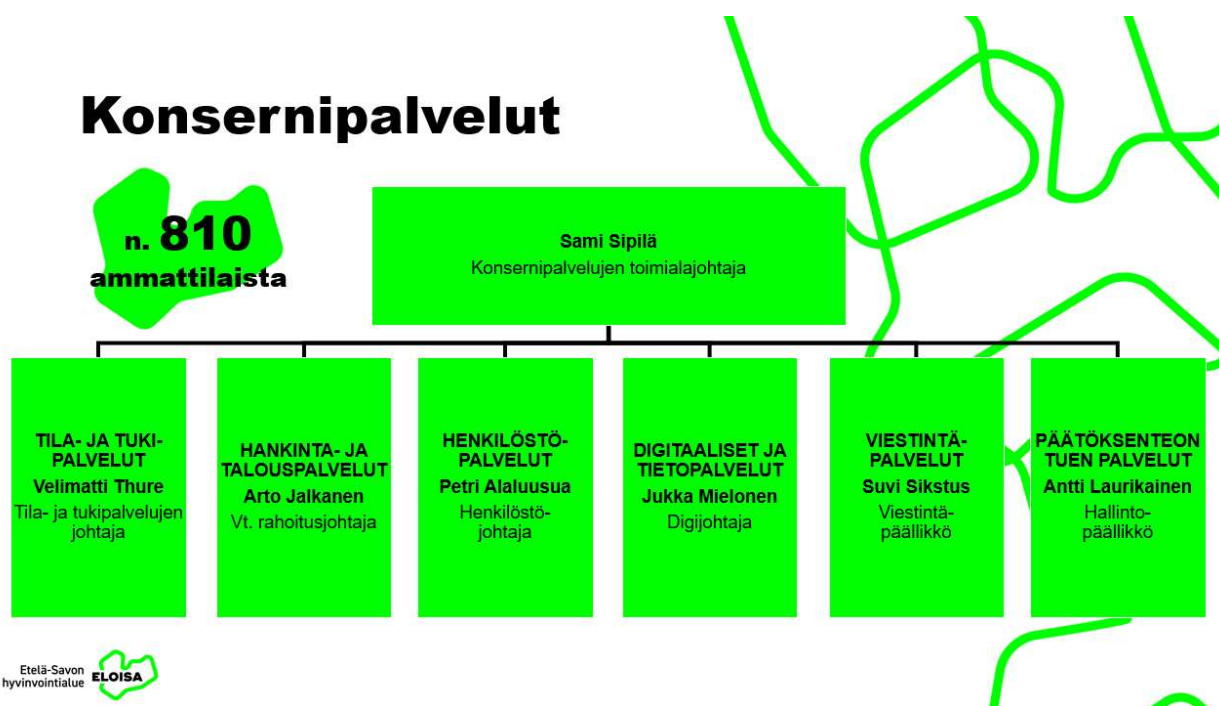 Konsernipalvelut
n. 810
ammattilaista
Sami Sipilä
Konsernipalvelujen toimialajohtaja
TILA- JA TUKI-
PALVELUT
Velimatti Thure
Tila- ja tukipalvelujen
johtaja
HANKINTA- JA
TALOUSPALVELUT
Arto Jalkanen
Vt. rahoitusjohtaja
HENKILÖSTÖ-
PALVELUT
Petri Alaluusua
Henkilöstö-
johtaja
DIGITAALISET JA
TIETOPALVELUT
Jukka Mielonen
Digijohtaja
VIESTINTÄ-
PALVELUT
Suvi Sikstus
Viestintä-
päällikkö
PÄÄTÖKSENTEON
TUEN PALVELUT
Antti Laurikainen
Hallinto-
päällikkö
Etelä-Savon
hyvinvointialue
ELOISA